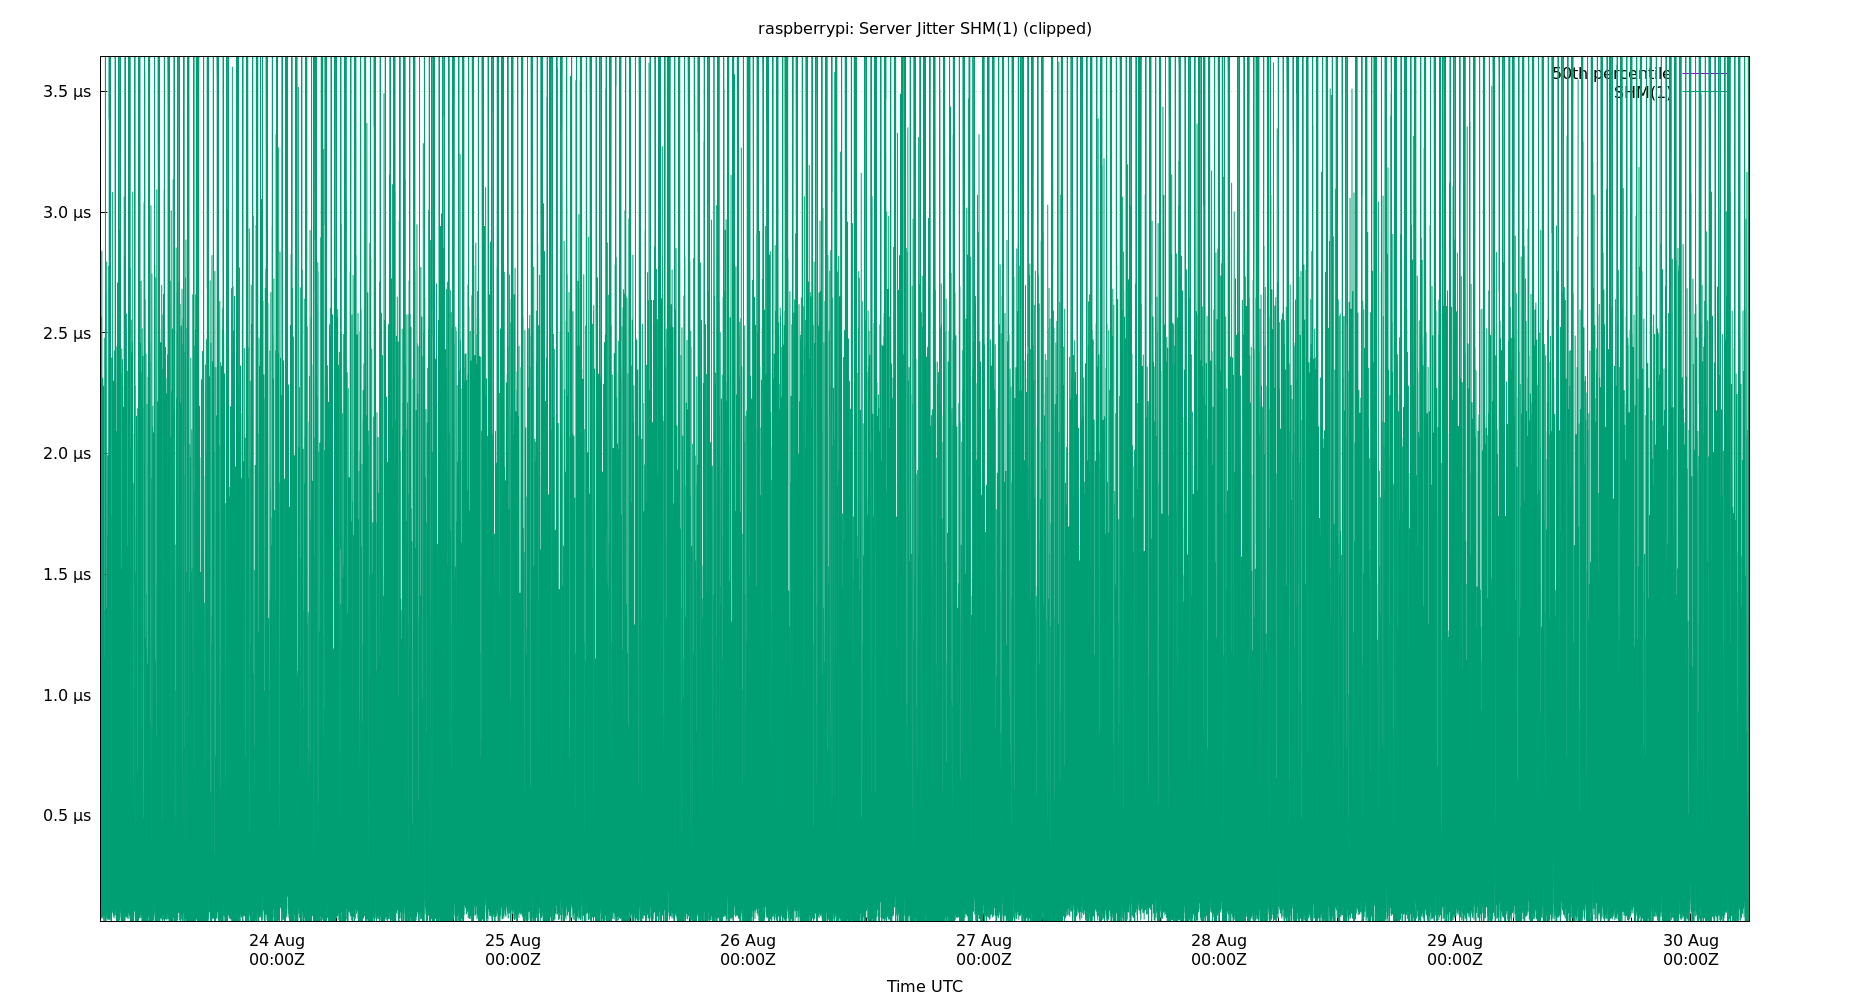 raspberrypi: Server Jitter SHM(1) (clipped)
50th percentile
SHM(1)
3.5 μs
3.0 μs
2.5 μs
2.0 μs
1.5 μs
1.0 μs
0.5 μs
24 Aug 25 Aug 26 Aug 27 Aug 28 Aug 29 Aug 30 Aug
00:00Z 00:00Z 00:00Z 00:00Z 00:00Z 00:00Z 00:00Z
Time UTC